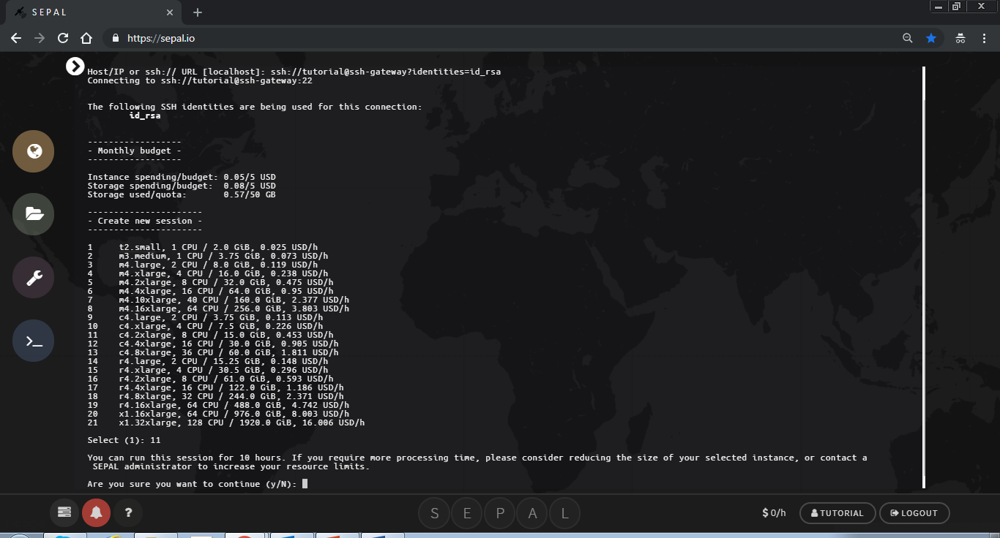 SEPAL
https://sepal.io
Host/IP or ssh:// URL [localhost]: ssh://tutorial@ssh-gateway?identities=id_rsa
Connecting to ssh://tutorial@ssh-gateway:22
The following SSH identities are being used for this connection:
id_rsa
------------------
- Monthly budget -
------------------
Instance spending/budget: 0.05/5 USD
Storage spending/budget:  0.08/5 USD
Storage used/quota:       0.57/50 GB
----------------------
- Create new session -
----------------------
1     t2.small, 1 CPU / 2.0 GiB, 0.025 USD/h
2     m3.medium, 1 CPU / 3.75 GiB, 0.073 USD/h
3     m4.large, 2 CPU / 8.0 GiB, 0.119 USD/h
4     m4.xlarge, 4 CPU / 16.0 GiB, 0.238 USD/h
5     m4.2xlarge, 8 CPU / 32.0 GiB, 0.475 USD/h
6     m4.4xlarge, 16 CPU / 64.0 GiB, 0.95 USD/h
7     m4.10xlarge, 40 CPU / 160.0 GiB, 2.377 USD/h
8     m4.16xlarge, 64 CPU / 256.0 GiB, 3.803 USD/h
9     c4.large, 2 CPU / 3.75 GiB, 0.113 USD/h
10    c4.xlarge, 4 CPU / 7.5 GiB, 0.226 USD/h
11    c4.2xlarge, 8 CPU / 15.0 GiB, 0.453 USD/h
12    c4.4xlarge, 16 CPU / 30.0 GiB, 0.905 USD/h
13    c4.8xlarge, 36 CPU / 60.0 GiB, 1.811 USD/h
14    r4.large, 2 CPU / 15.25 GiB, 0.148 USD/h
15    r4.xlarge, 4 CPU / 30.5 GiB, 0.296 USD/h
16    r4.2xlarge, 8 CPU / 61.0 GiB, 0.593 USD/h
17    r4.4xlarge, 16 CPU / 122.0 GiB, 1.186 USD/h
18    r4.8xlarge, 32 CPU / 244.0 GiB, 2.371 USD/h
19    r4.16xlarge, 64 CPU / 488.0 GiB, 4.742 USD/h
20    x1.16xlarge, 64 CPU / 976.0 GiB, 8.003 USD/h
21    x1.32xlarge, 128 CPU / 1920.0 GiB, 16.006 USD/h
Select (1): 11
You can run this session for 10 hours. If you require more processing time, please consider reducing the size of your selected instance, or contact a
SEPAL administrator to increase your resource limits.
Are you sure you want to continue (y/N):
? S E P A L $ 0/h TUTORIAL LOGOUT